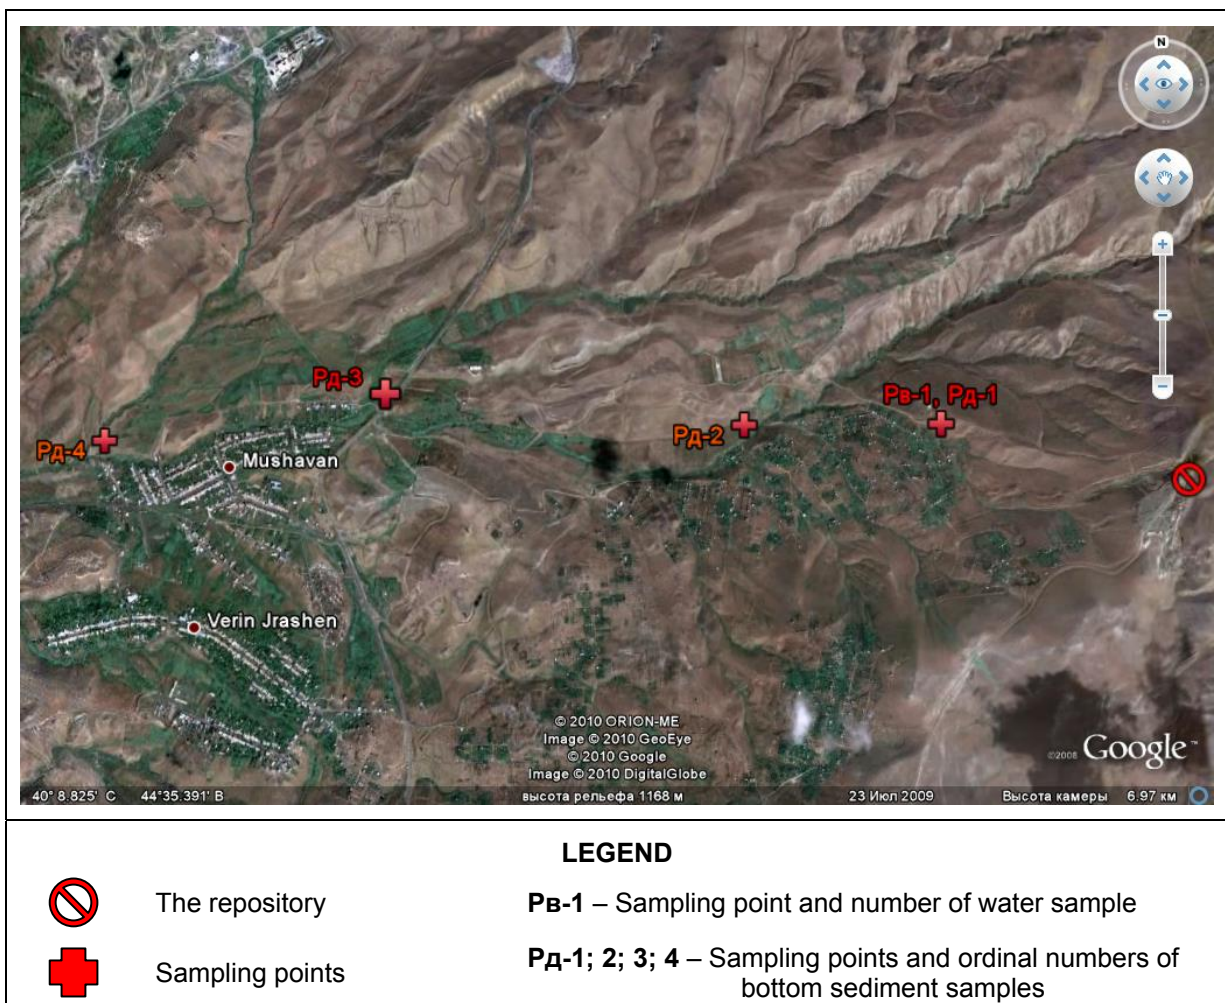 N
Рд-3
Рв-1, Рд-1
Рд-2
Рд-4
Mushavan
Verin Jrashen
© 2010 ORION-ME
Image © 2010 GeoEye
© 2010 Google
Image © 2010 DigitalGlobe
©2008 Google™
40° 8.825' С 44°35.391' В высота рельефа 1168 м 23 Июл 2009 Высота камеры 6.97 км
LEGEND
The repository
Рв-1 – Sampling point and number of water sample
Sampling points
Рд-1; 2; 3; 4 – Sampling points and ordinal numbers of
bottom sediment samples